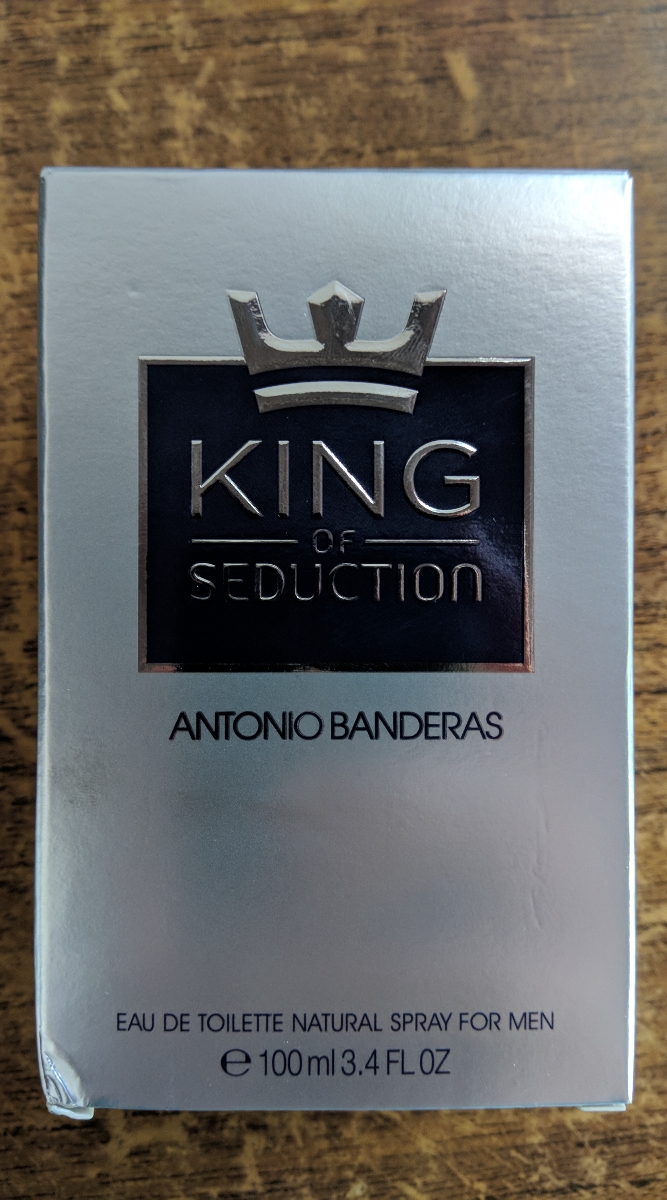 KING
OF
SEDUCTION
ANTONIO BANDERAS
EAU DE TOILETTE NATURAL SPRAY FOR MEN
℮ 100 ml 3.4 FL OZ